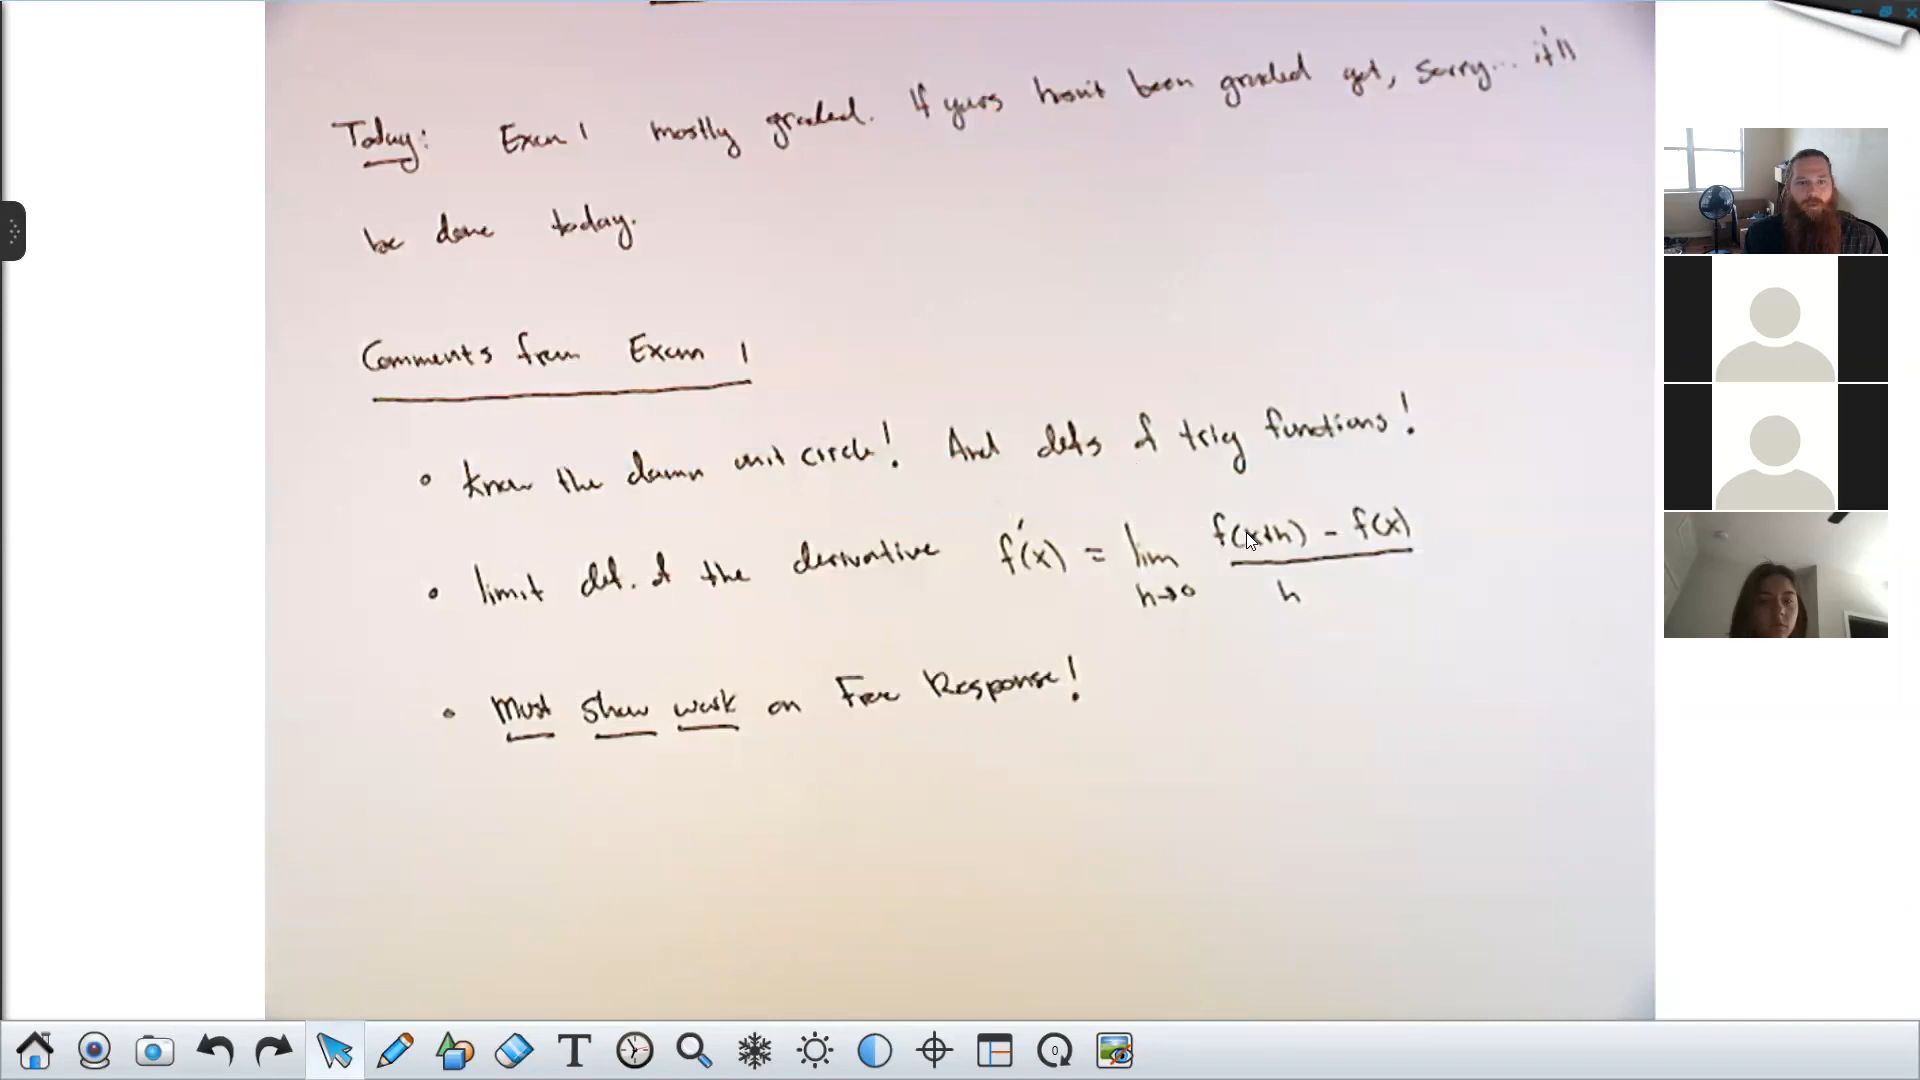 Today: Exam 1 mostly graded. If yours hasn't been graded yet, sorry... it'll
be done today.
Comments from Exam 1
• Know the damn unit circle! And defs of trig functions!
• limit def. of the derivative f'(x) = lim h→0 f(x+h) - f(x) / h
• Must show work on Free Response!
T
0